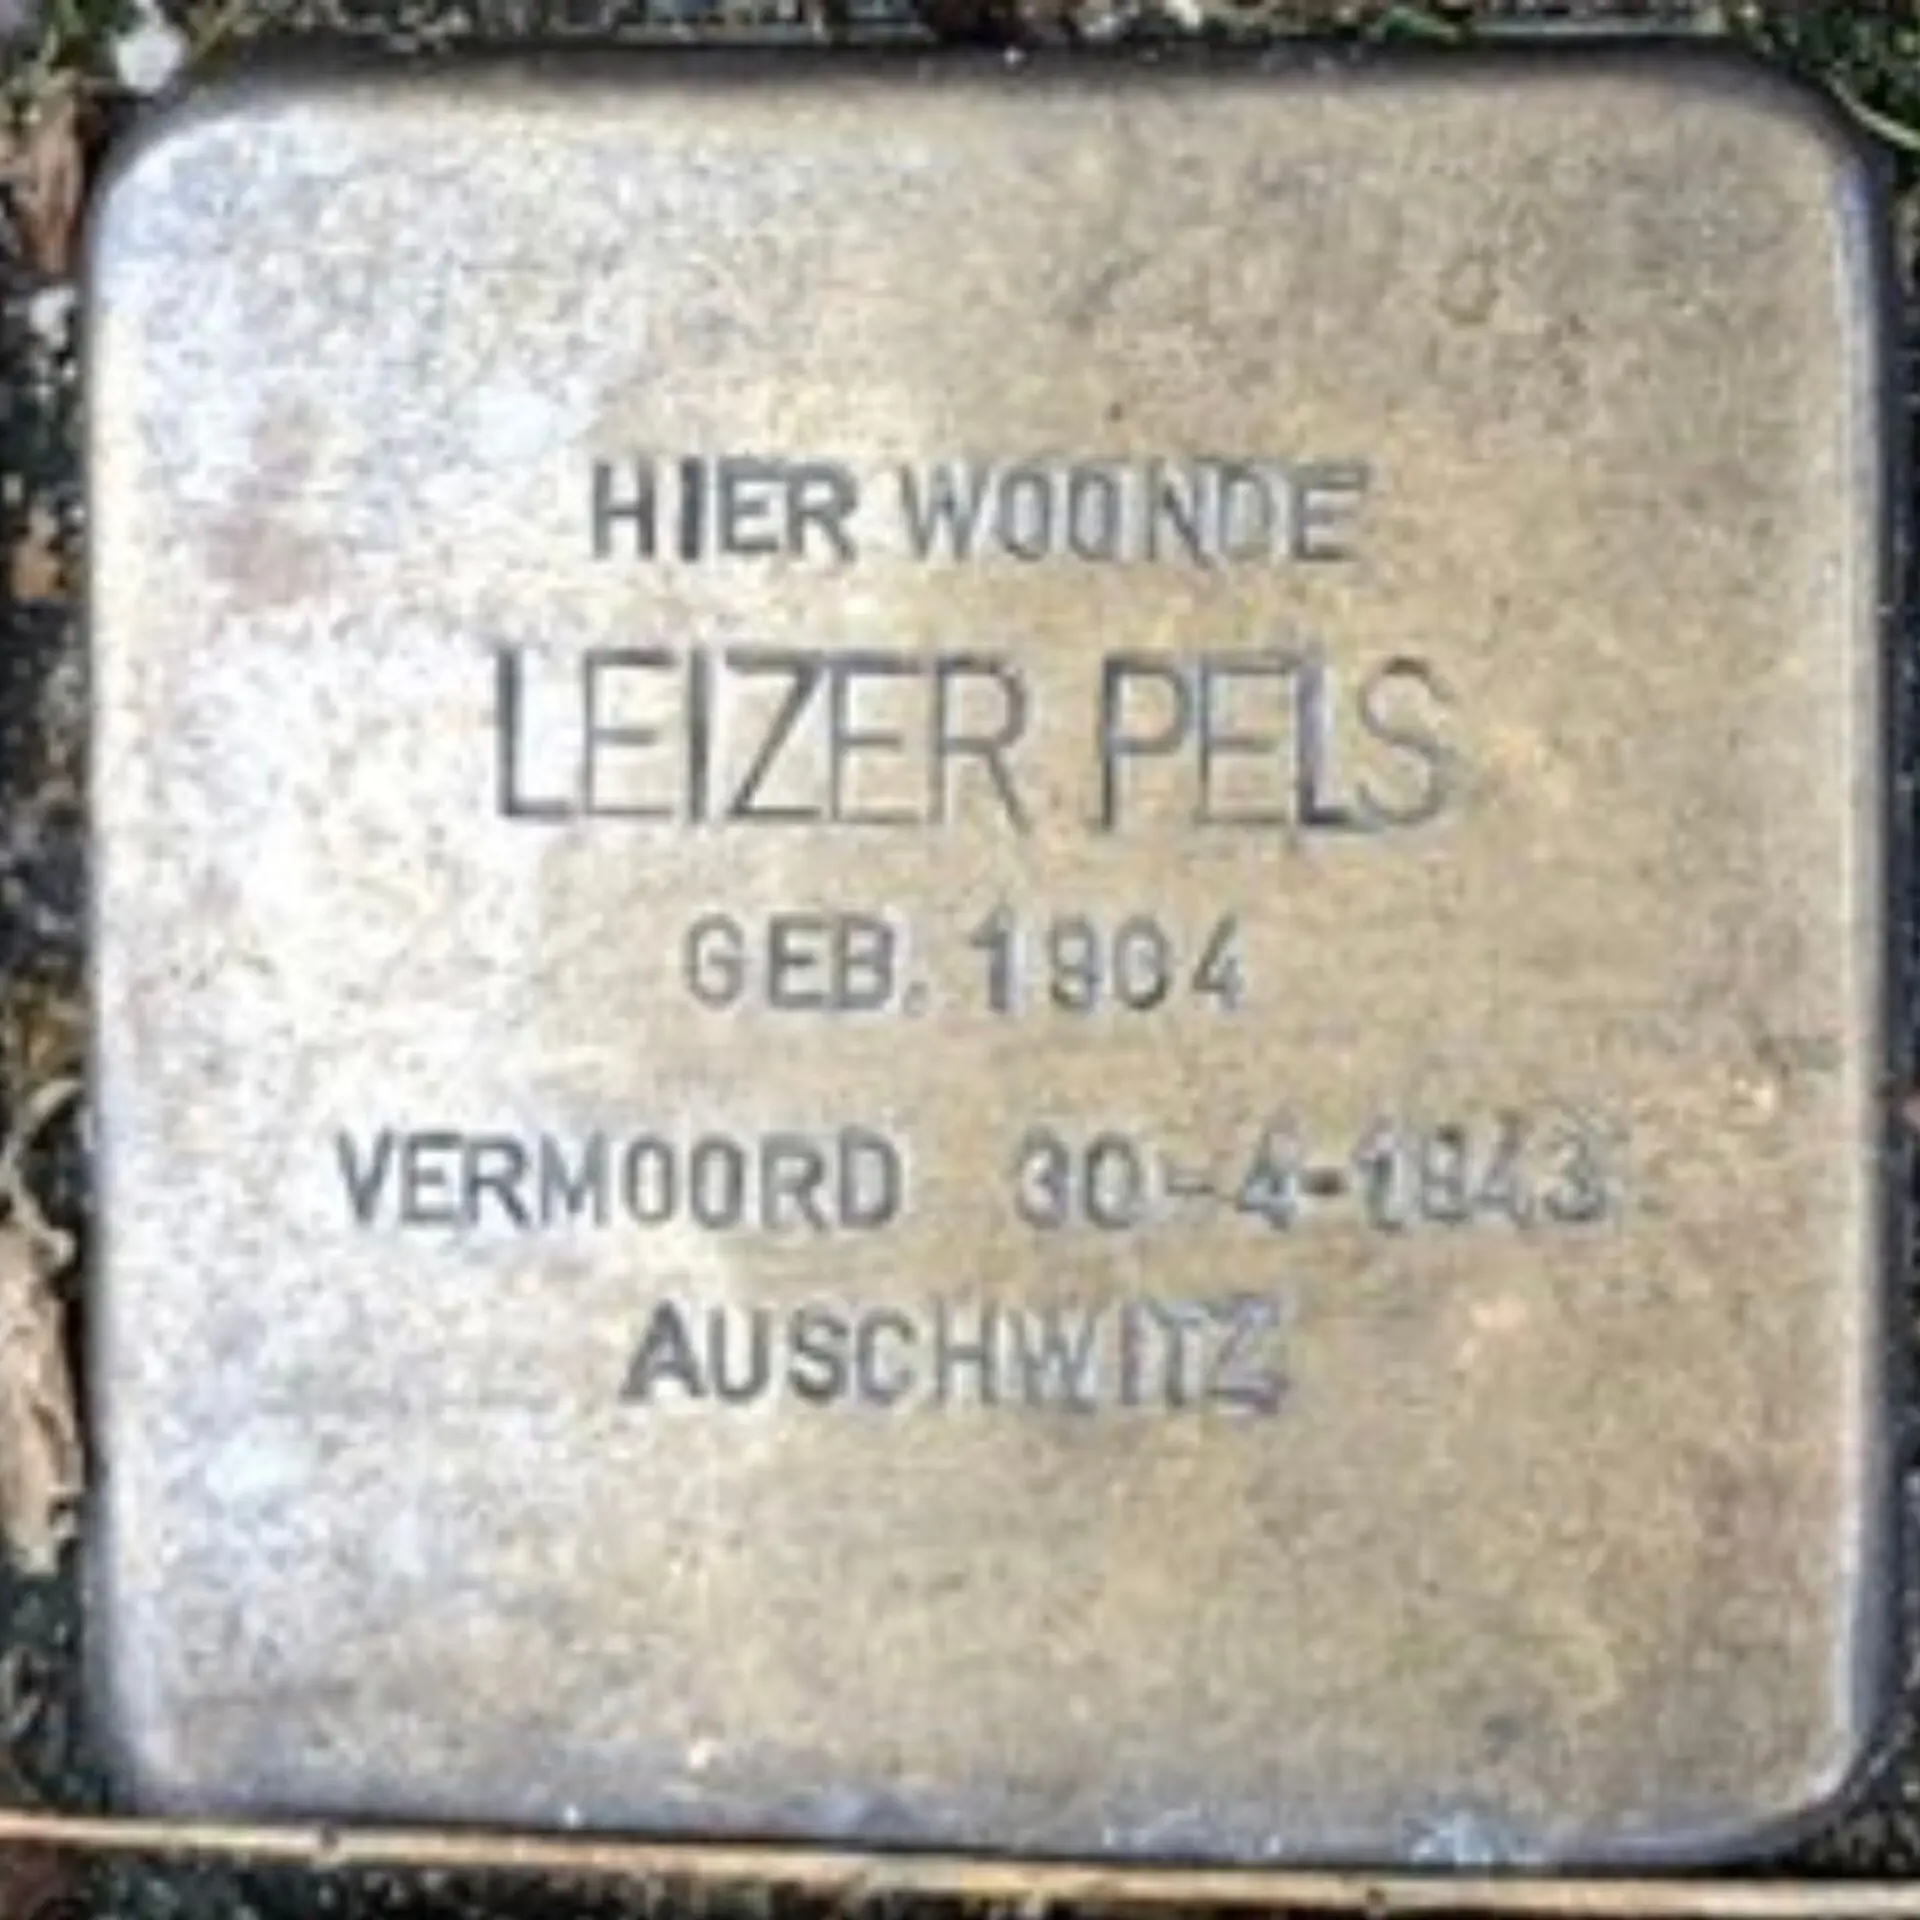 HIER WOONDE
LEIZER PELS
GEB. 1904
VERMOORD 30-4-1943
AUSCHWITZ